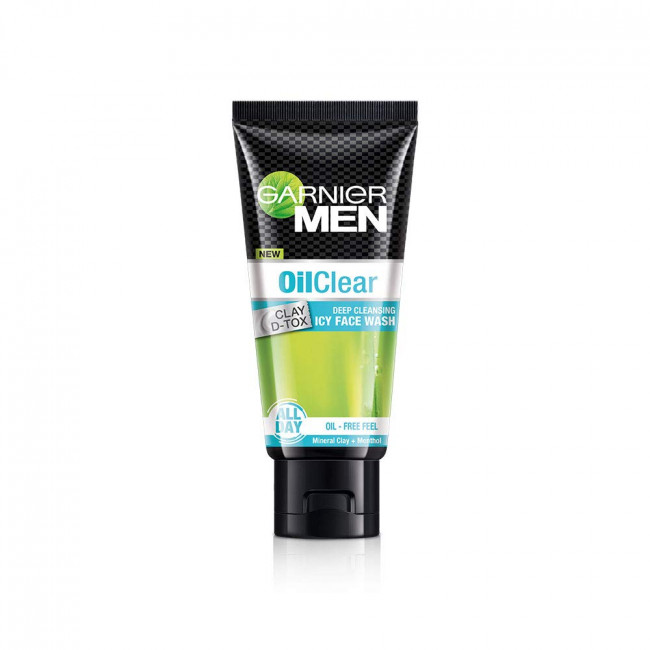 GARNIER
MEN
NEW
OilClear
CLAY
D-TOX
DEEP CLEANSING
ICY FACE WASH
ALL
DAY
OIL - FREE FEEL
Mineral Clay + Menthol